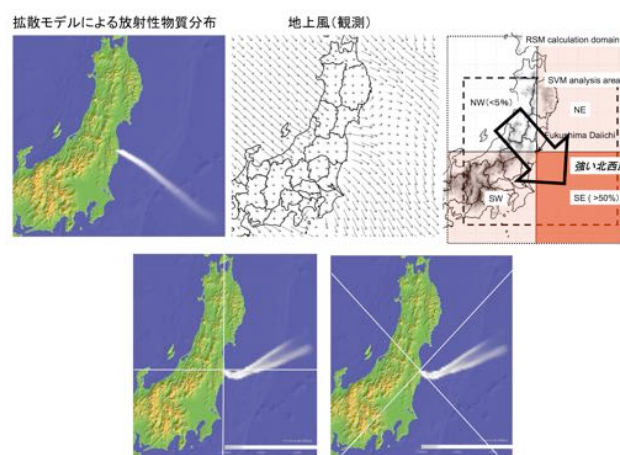 拡散モデルによる放射性物質分布
地上風(観測)
RSM calculation domain
SVM analysis area
NW(<5%)
NE
Fukushima Daiichi
強い北西
SW
SE ( >50%)